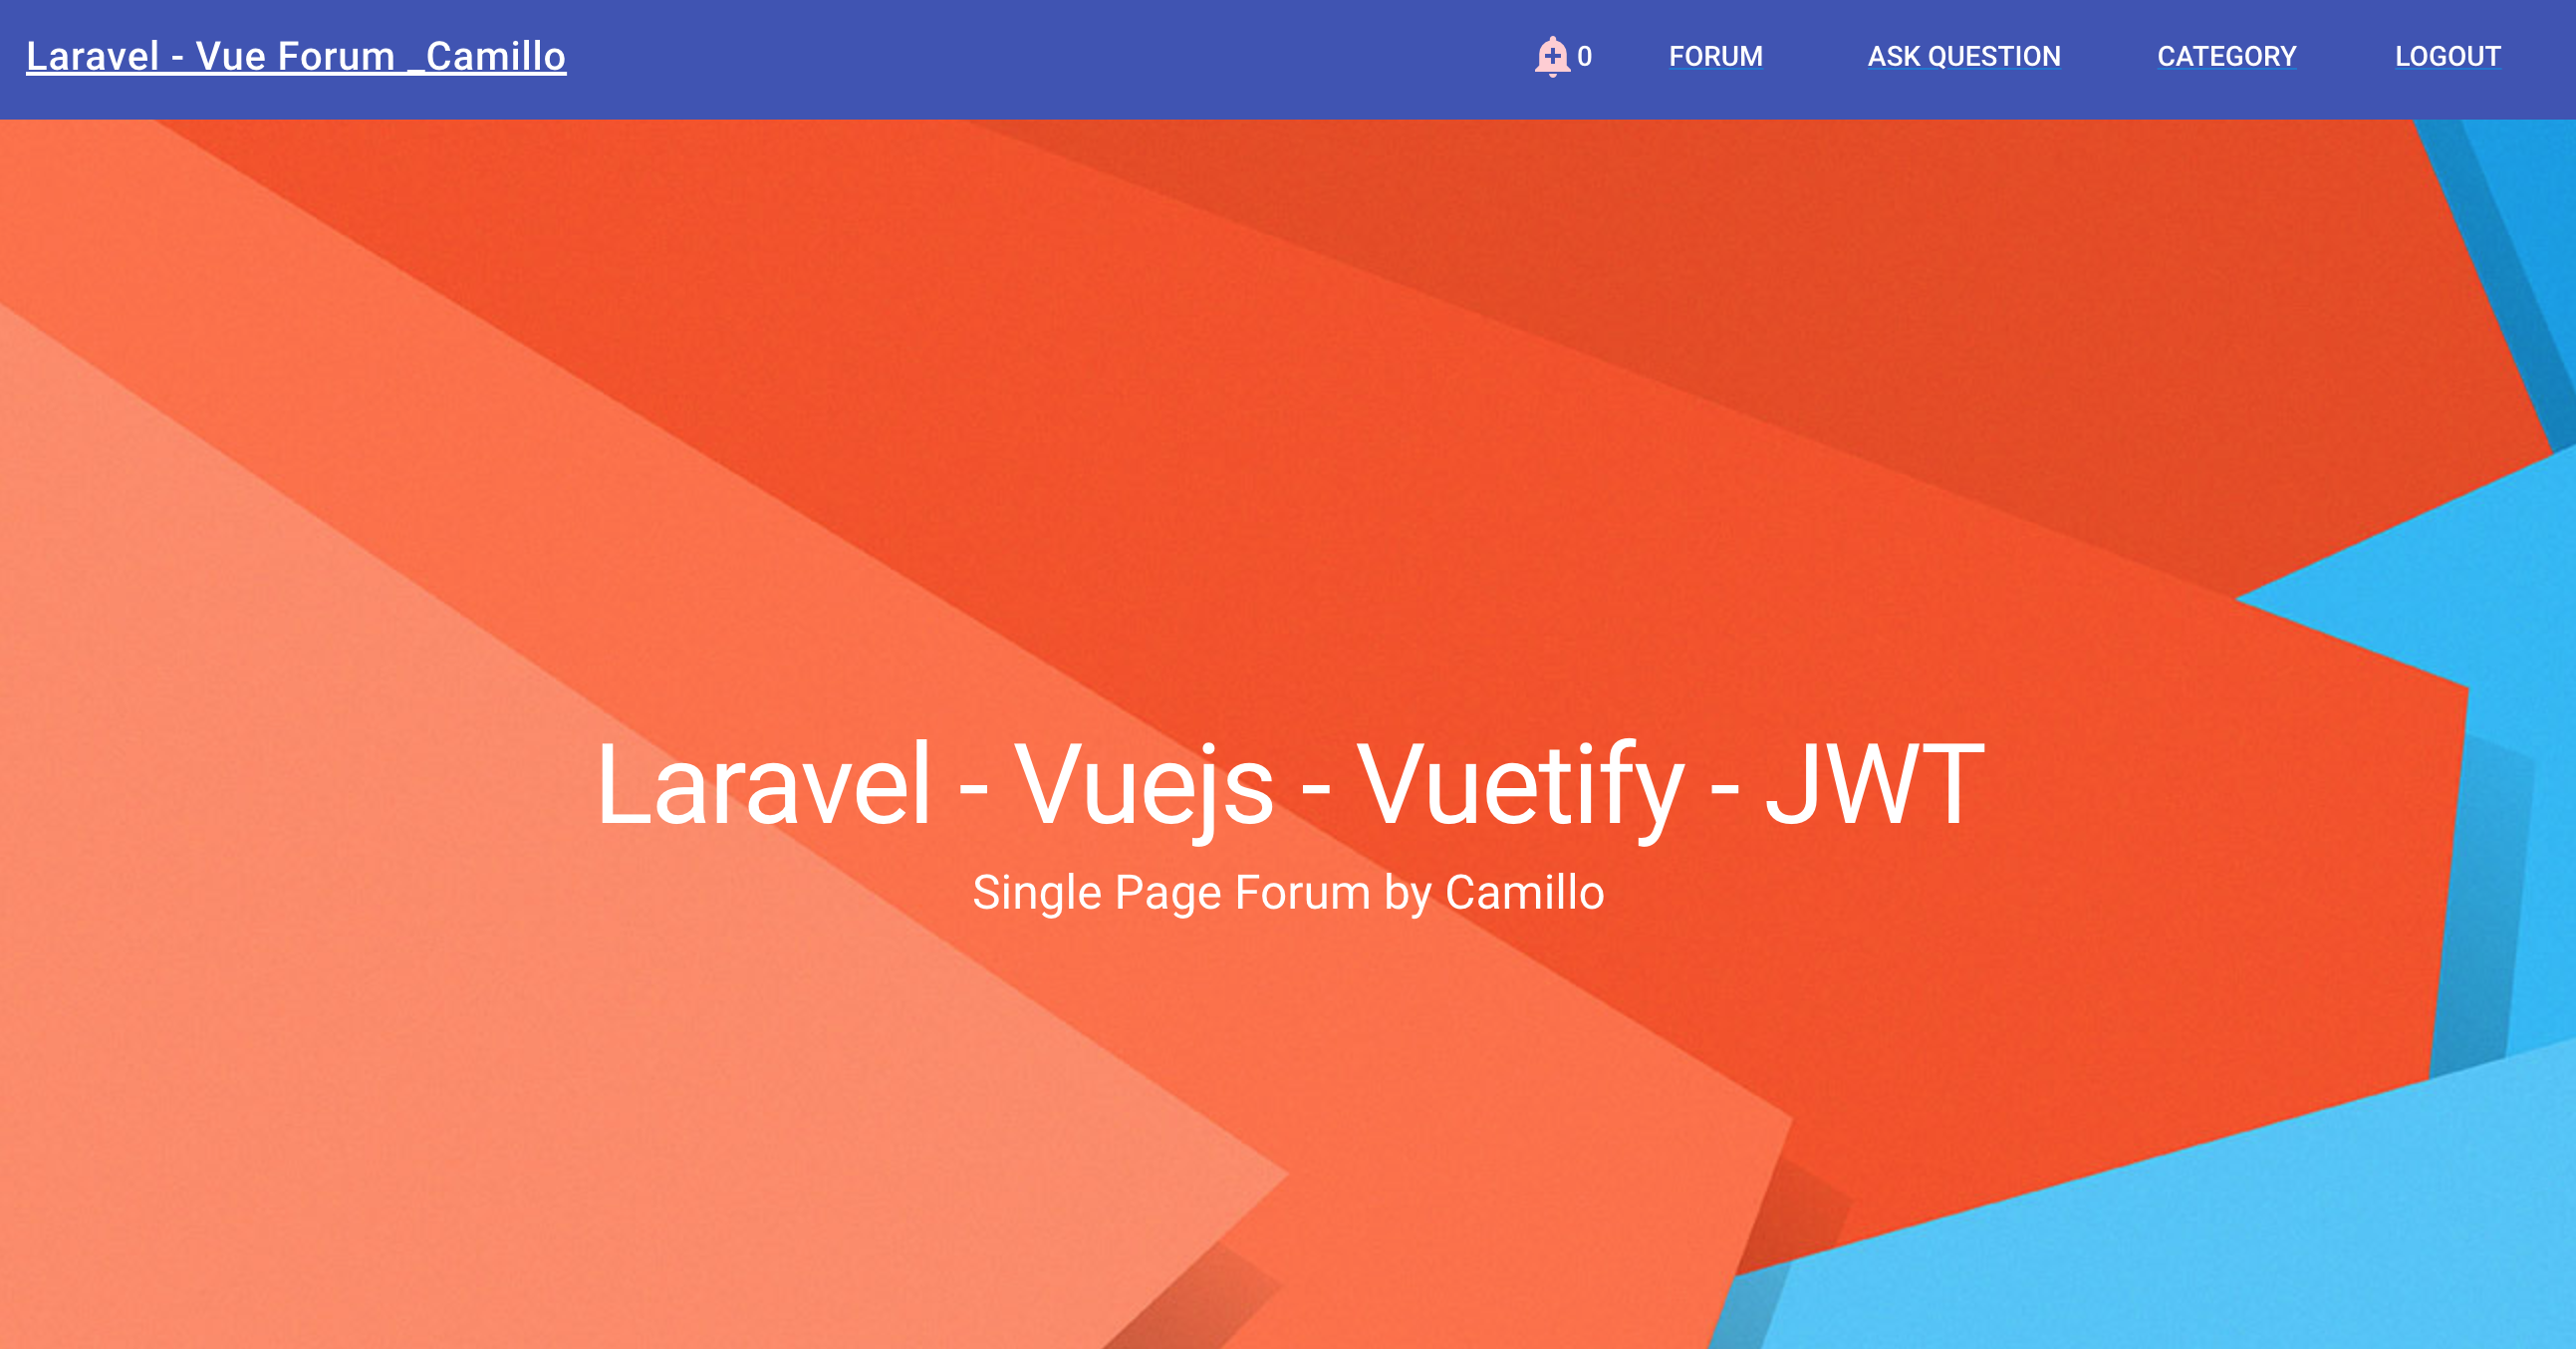 Laravel - Vue Forum _Camillo
0
FORUM
ASK QUESTION
CATEGORY
LOGOUT
Laravel - Vuejs - Vuetify - JWT
Single Page Forum by Camillo